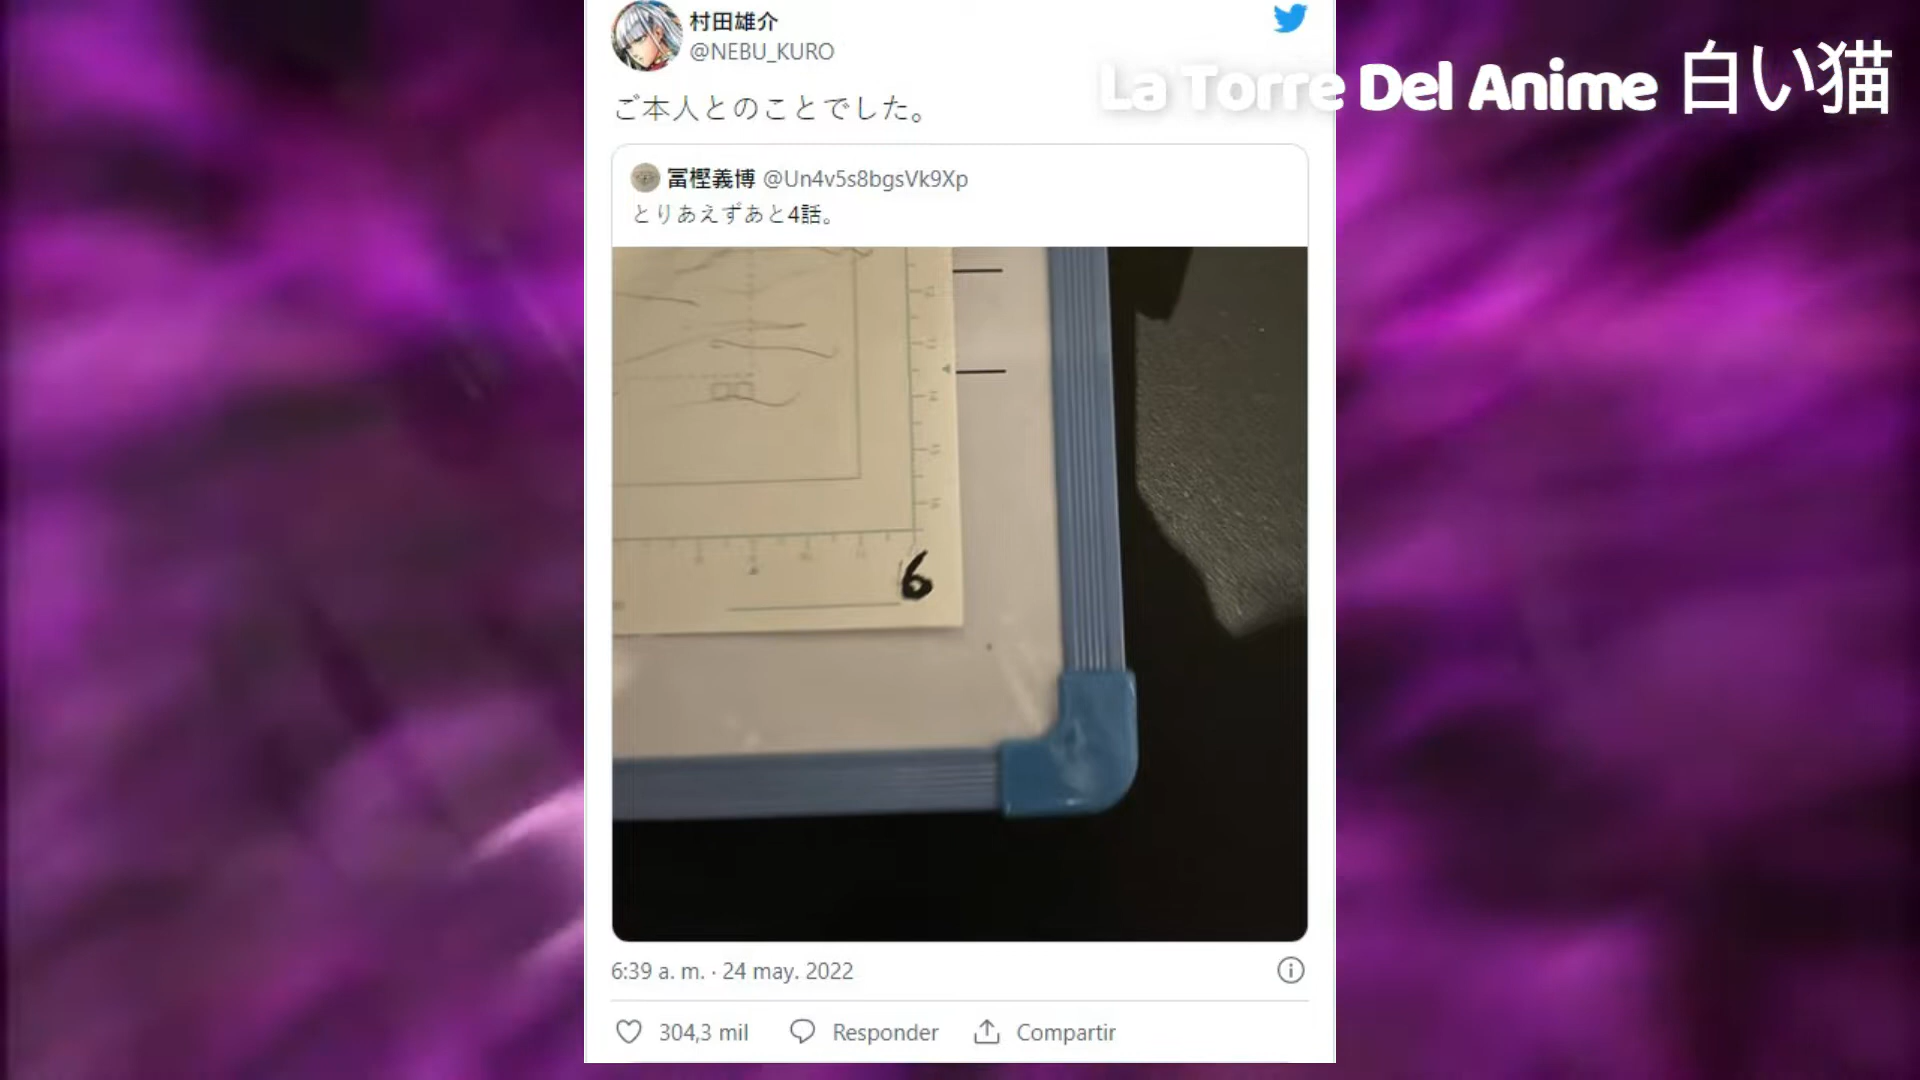 村田雄介
@NEBU_KURO
La Torre Del Anime 白い猫
ご本人とのことでした。
冨樫義博 @Un4v5s8bgsVk9Xp
とりあえずあと4話。
6
6:39 a. m. · 24 may. 2022
304,3 mil
Responder
Compartir